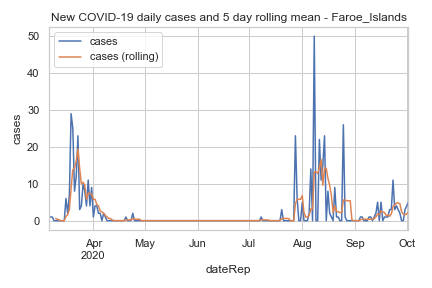 New COVID-19 daily cases and 5 day rolling mean - Faroe_Islands
cases
cases (rolling)
50
40
30
20
10
0
cases
Apr May Jun Jul Aug Sep Oct
2020
dateRep